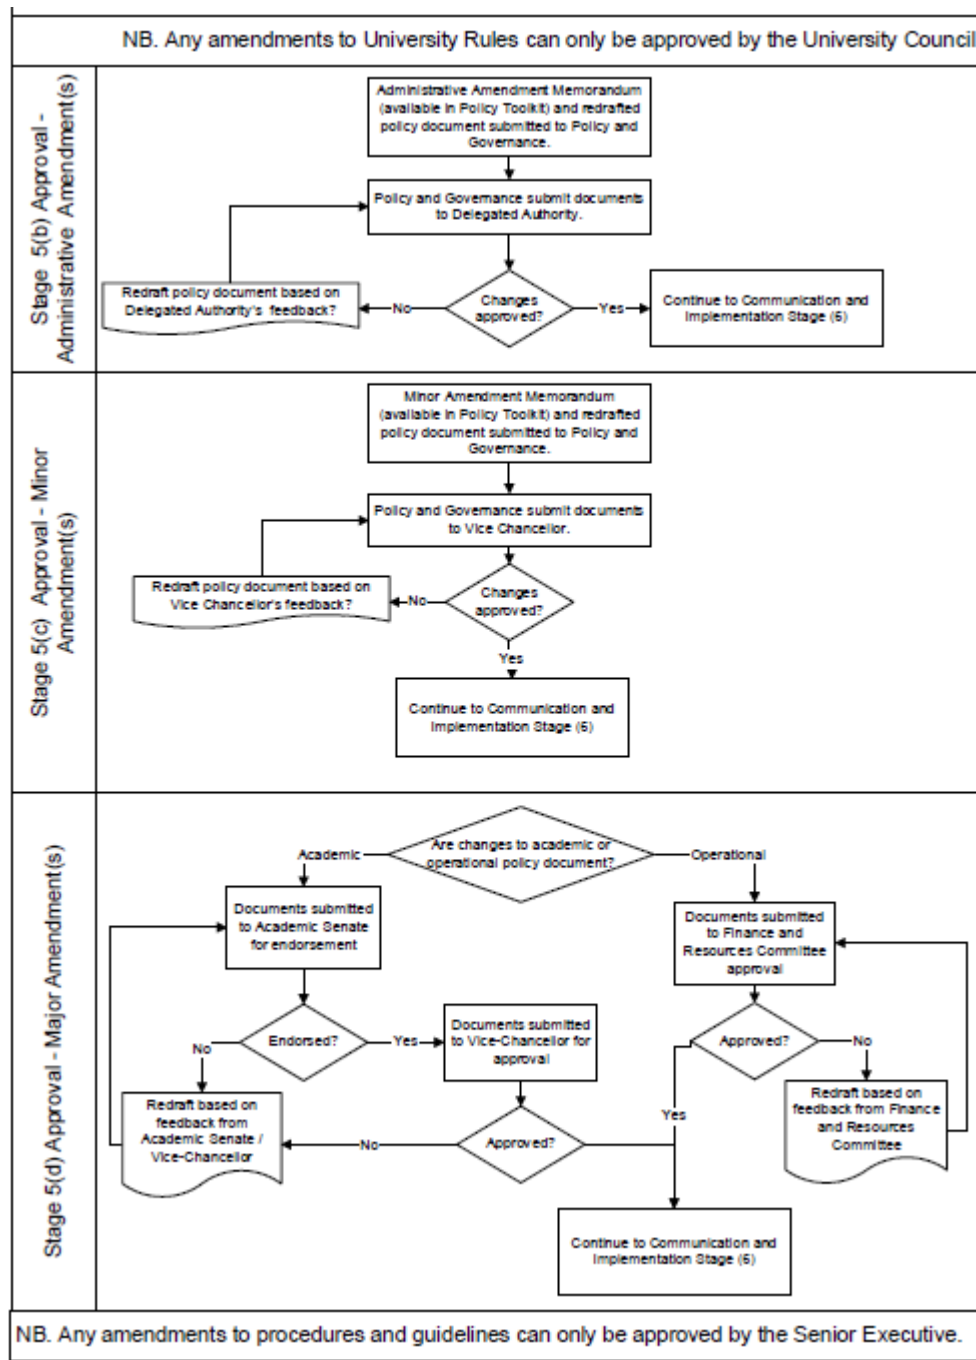 NB. Any amendments to University Rules can only be approved by the University Council
Stage 5(b) Approval -
Administrative Amendment(s)
Administrative Amendment Memorandum
(available in Policy Toolkit) and redrafted
policy document submitted to Policy and
Governance.
Policy and Governance submit documents
to Delegated Authority.
Redraft policy document based on
Delegated Authority's feedback?
No
Changes
approved?
Yes
Continue to Communication and
Implementation Stage (6)
Stage 5(c) Approval - Minor
Amendment(s)
Minor Amendment Memorandum
(available in Policy Toolkit) and redrafted
policy document submitted to Policy and
Governance.
Policy and Governance submit documents
to Vice Chancellor.
Redraft policy document based on
Vice Chancellor's feedback?
No
Changes
approved?
Yes
Continue to Communication and
Implementation Stage (6)
Stage 5(d) Approval - Major Amendment(s)
Academic
Are changes to academic or
operational policy document?
Operational
Documents submitted
to Academic Senate
for endorsement
Documents submitted
to Finance and
Resources Committee
approval
Endorsed?
Yes
No
Documents submitted
to Vice-Chancellor for
approval
Approved?
No
Redraft based on
feedback from
Academic Senate /
Vice-Chancellor
No
Approved?
Yes
Redraft based on
feedback from Finance
and Resources
Committee
Continue to Communication and
Implementation Stage (6)
NB. Any amendments to procedures and guidelines can only be approved by the Senior Executive.